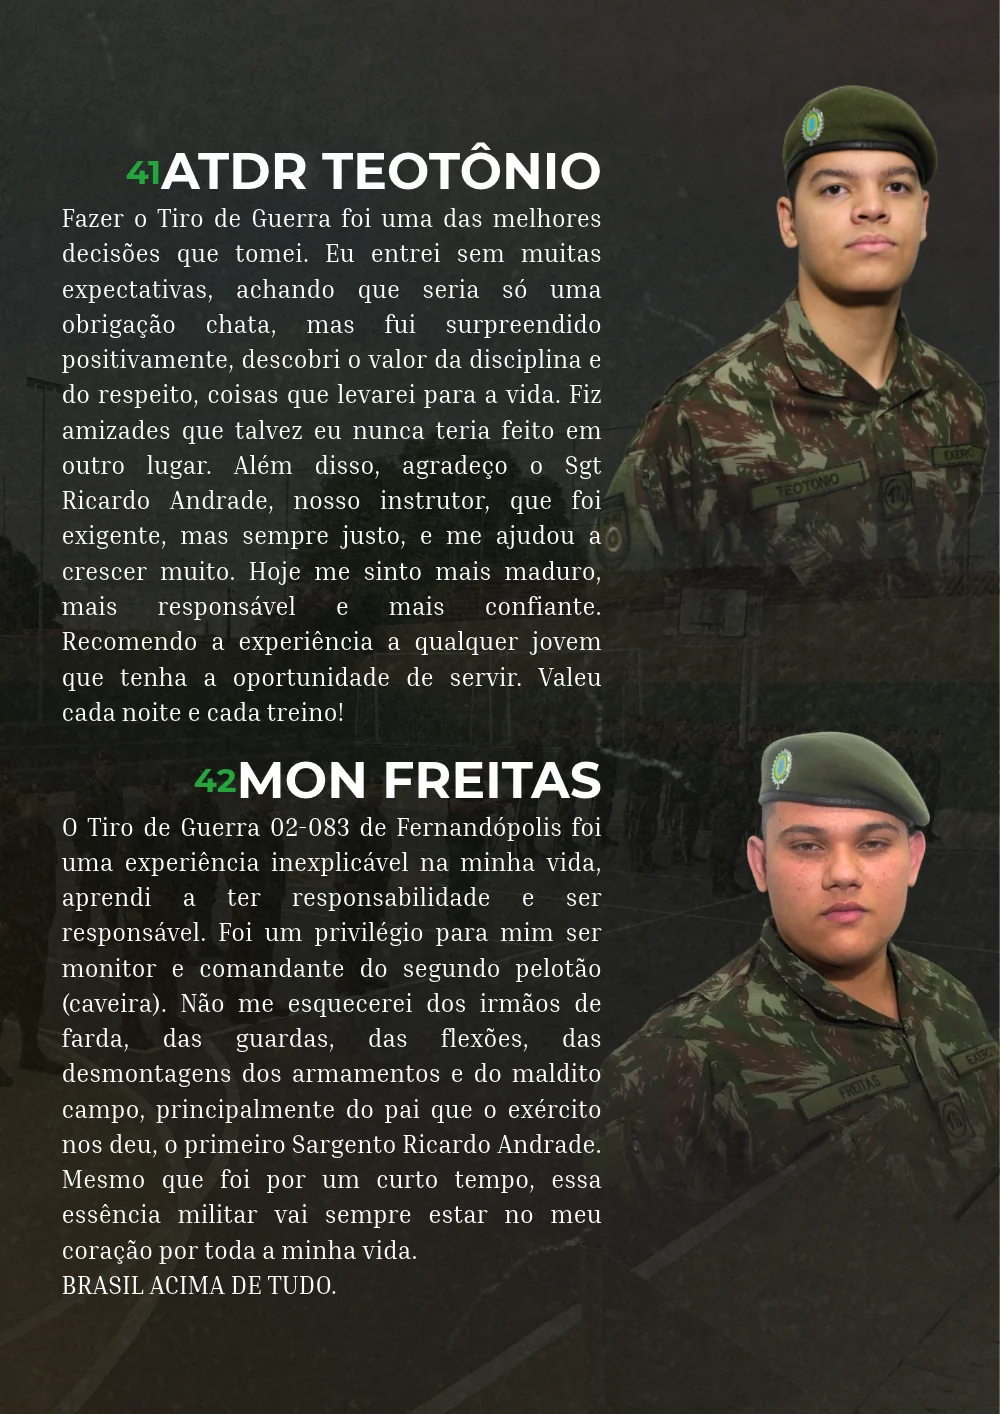 41ATDR TEOTÔNIO
Fazer o Tiro de Guerra foi uma das melhores
decisões que tomei. Eu entrei sem muitas
expectativas, achando que seria só uma
obrigação chata, mas fui surpreendido
positivamente, descobri o valor da disciplina e
do respeito, coisas que levarei para a vida. Fiz
amizades que talvez eu nunca teria feito em
outro lugar. Além disso, agradeço o Sgt
Ricardo Andrade, nosso instrutor, que foi
exigente, mas sempre justo, e me ajudou a
crescer muito. Hoje me sinto mais maduro,
mais responsável e mais confiante.
Recomendo a experiência a qualquer jovem
que tenha a oportunidade de servir. Valeu
cada noite e cada treino!
TEOTONIO
42MON FREITAS
O Tiro de Guerra 02-083 de Fernandópolis foi
uma experiência inexplicável na minha vida,
aprendi a ter responsabilidade e ser
responsável. Foi um privilégio para mim ser
monitor e comandante do segundo pelotão
(caveira). Não me esquecerei dos irmãos de
farda, das guardas, das flexões, das
desmontagens dos armamentos e do maldito
campo, principalmente do pai que o exército
nos deu, o primeiro Sargento Ricardo Andrade.
Mesmo que foi por um curto tempo, essa
essência militar vai sempre estar no meu
coração por toda a minha vida.
BRASIL ACIMA DE TUDO.
FREITAS